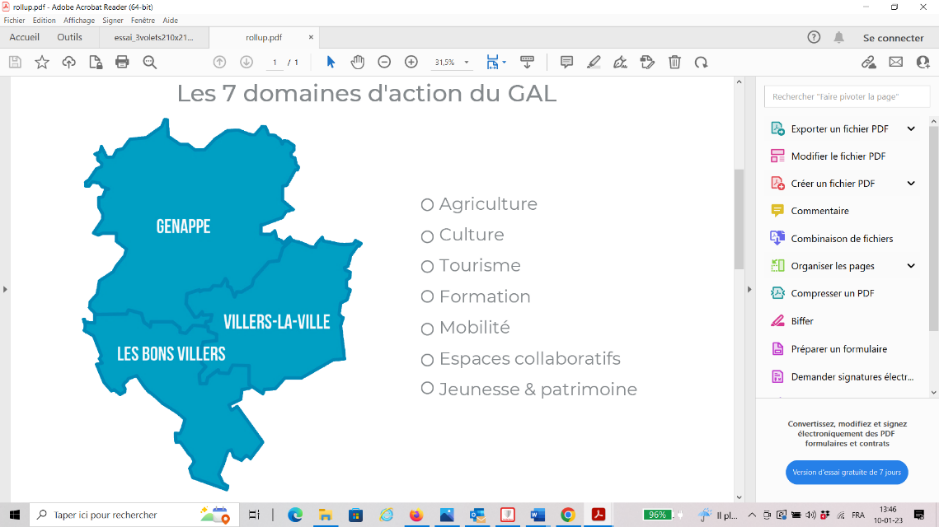 rollup.pdf - Adobe Acrobat Reader (64-bit)
Fichier Edition Affichage Signer Fenêtre Aide
Accueil Outils essai_3volets210x21... rollup.pdf × Se connecter
1 / 1 31,5%
Les 7 domaines d'action du GAL
GENAPPE
VILLERS-LA-VILLE
LES BONS VILLERS
Agriculture
Culture
Tourisme
Formation
Mobilité
Espaces collaboratifs
Jeunesse & patrimoine
Rechercher "Faire pivoter la page"
Exporter un fichier PDF
Modifier le fichier PDF
Créer un fichier PDF
Commentaire
Combinaison de fichiers
Organiser les pages
Compresser un PDF
Biffer
Préparer un formulaire
Demander signatures électr...
Convertissez, modifiez et signez
électroniquement des PDF
formulaires et contrats
Version d'essai gratuite de 7 jours
Taper ici pour rechercher
96% Il pl... FRA 13:46
10-01-23